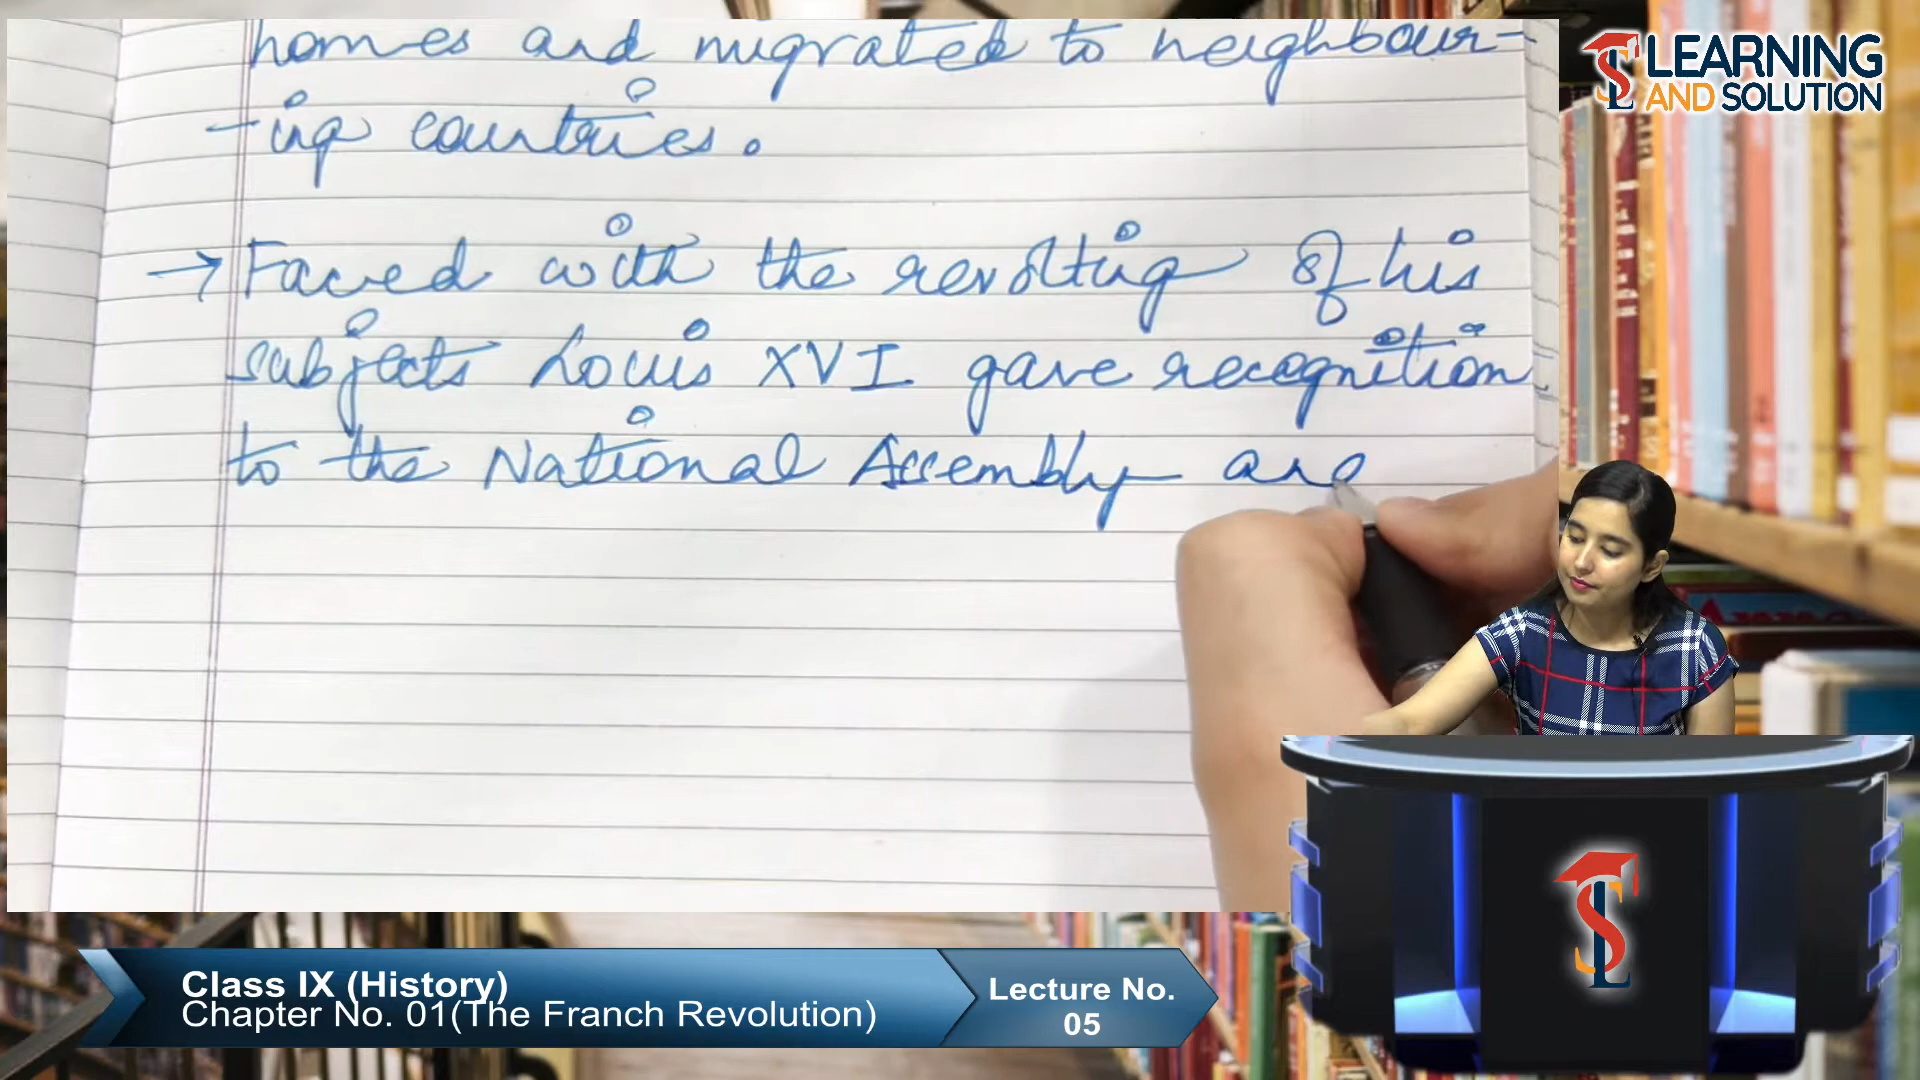 homes and migrated to neighbour-
-ing countries.
→ Faced with the revolting of his
subjects Louis XVI gave recognition
to the National Assembly
LEARNING
AND SOLUTION
Class IX (History)
Chapter No. 01(The Franch Revolution)
Lecture No.
05